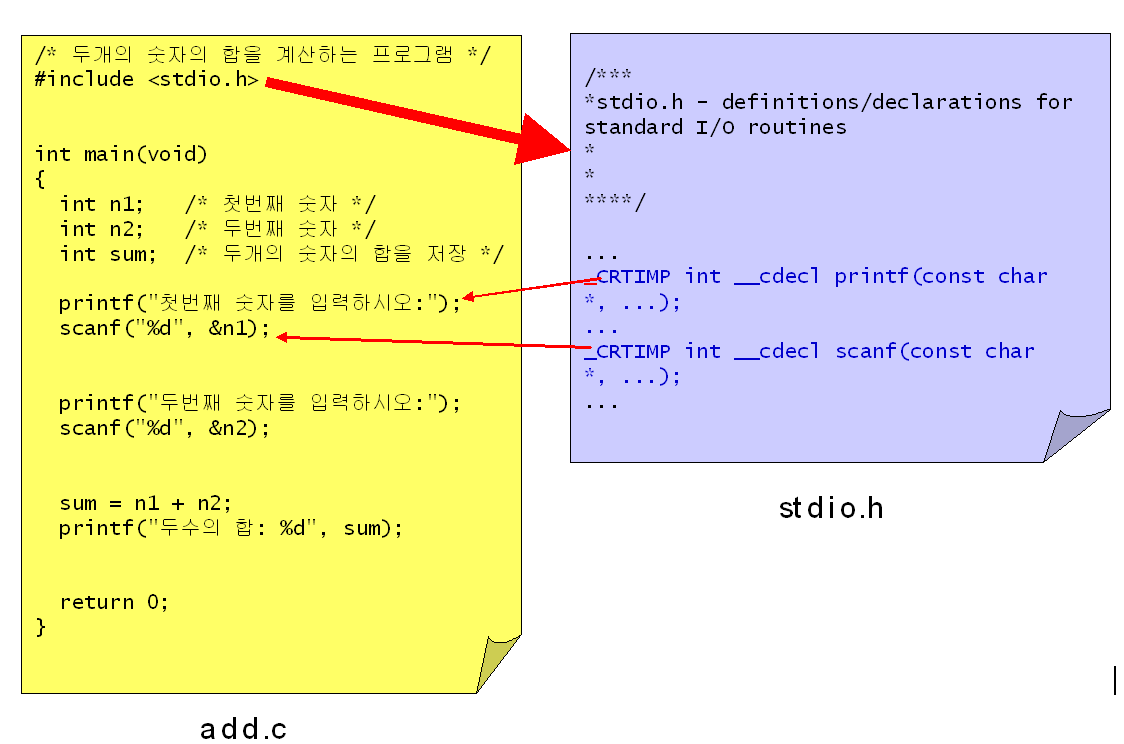 /* 두개의 숫자의 합을 계산하는 프로그램 */
#include <stdio.h>
int main(void)
{
int n1; /* 첫번째 숫자 */
int n2; /* 두번째 숫자 */
int sum; /* 두개의 숫자의 합을 저장 */
printf("첫번째 숫자를 입력하시오:");
scanf("%d", &n1);
printf("두번째 숫자를 입력하시오:");
scanf("%d", &n2);
sum = n1 + n2;
printf("두수의 합: %d", sum);
return 0;
}
add.c
/***
*stdio.h - definitions/declarations for
standard I/O routines
*
*
****/
...
_CRTIMP int __cdecl printf(const char
*, ...);
...
_CRTIMP int __cdecl scanf(const char
*, ...);
...
stdio.h